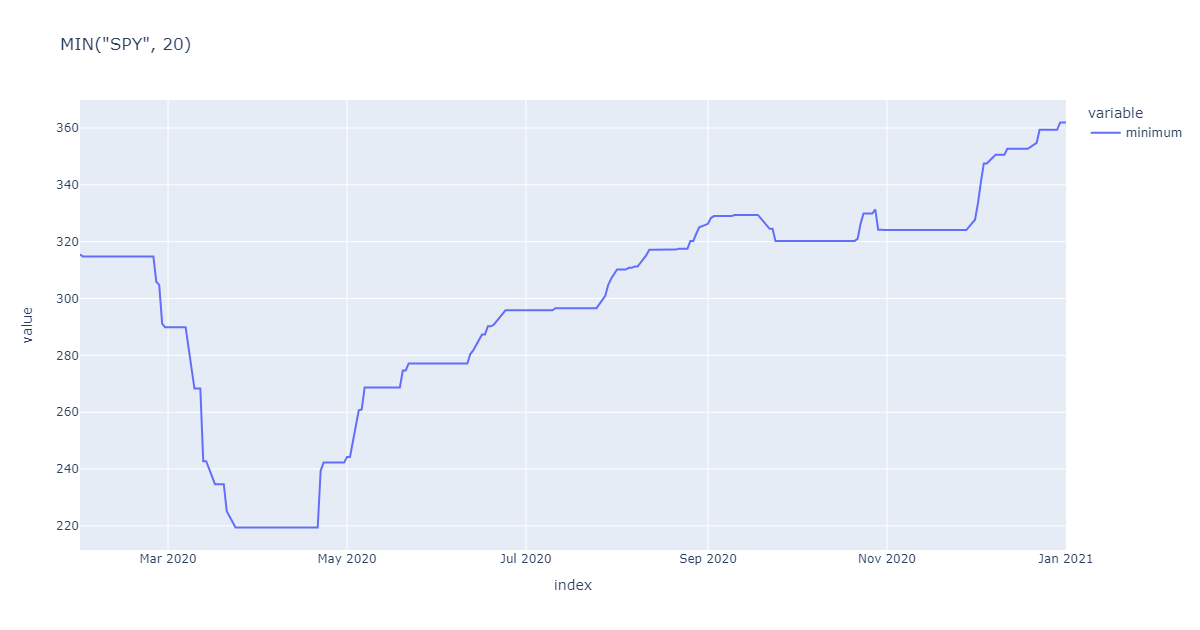 MIN("SPY", 20)
variable
minimum
360
340
320
300
280
260
240
220
value
Mar 2020
May 2020
Jul 2020
Sep 2020
Nov 2020
Jan 2021
index